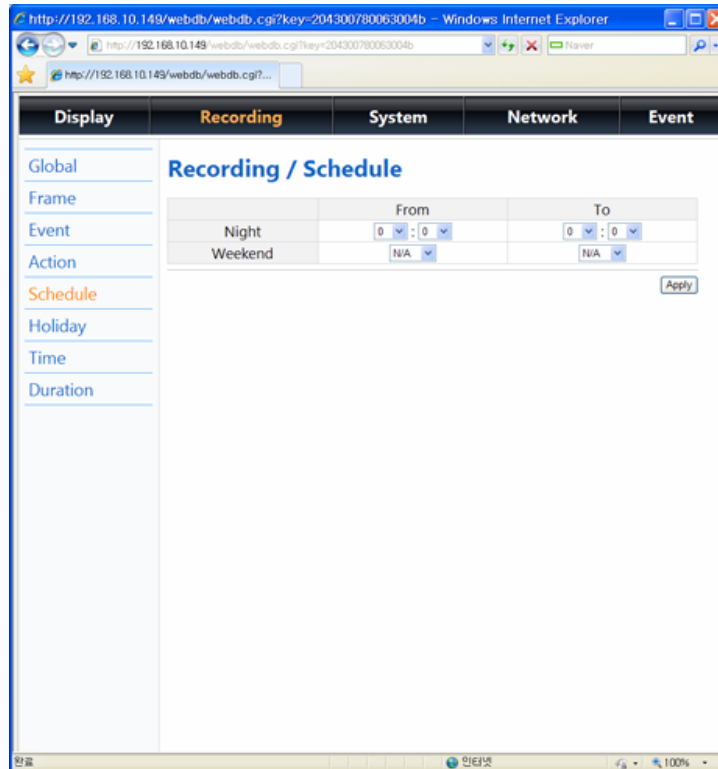 http://192.168.10.149/webdb/webdb.cgi?key=204300780063004b - Windows Internet Explorer
http://192.168.10.149/webdb/webdb.cgi?key=204300780063004b Naver
http://192.168.10.149/webdb/webdb.cgi?...
Display Recording System Network Event
Global
Frame
Event
Action
Schedule
Holiday
Time
Duration
Recording / Schedule
From To
Night 0 : 0 0 : 0
Weekend N/A N/A
Apply
완료 인터넷 100%